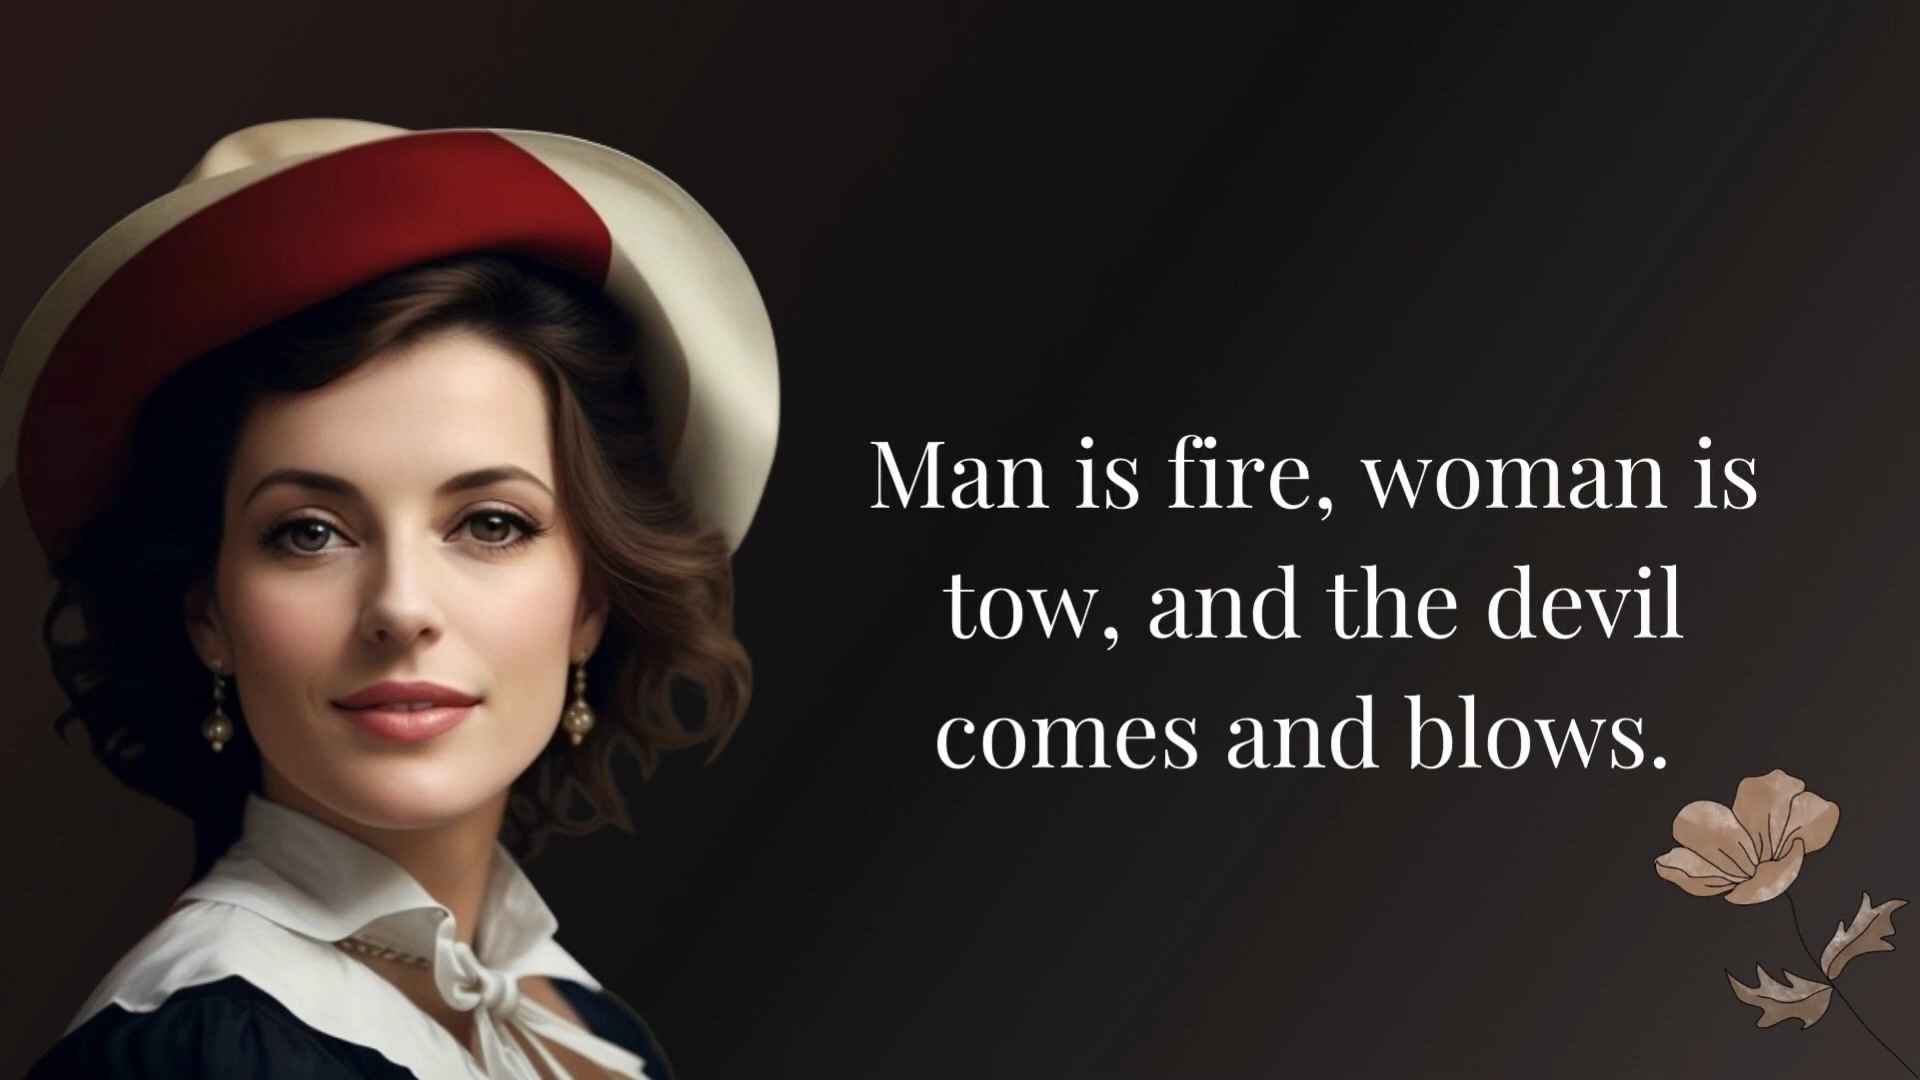 Man is fire, woman is
tow, and the devil
comes and blows.